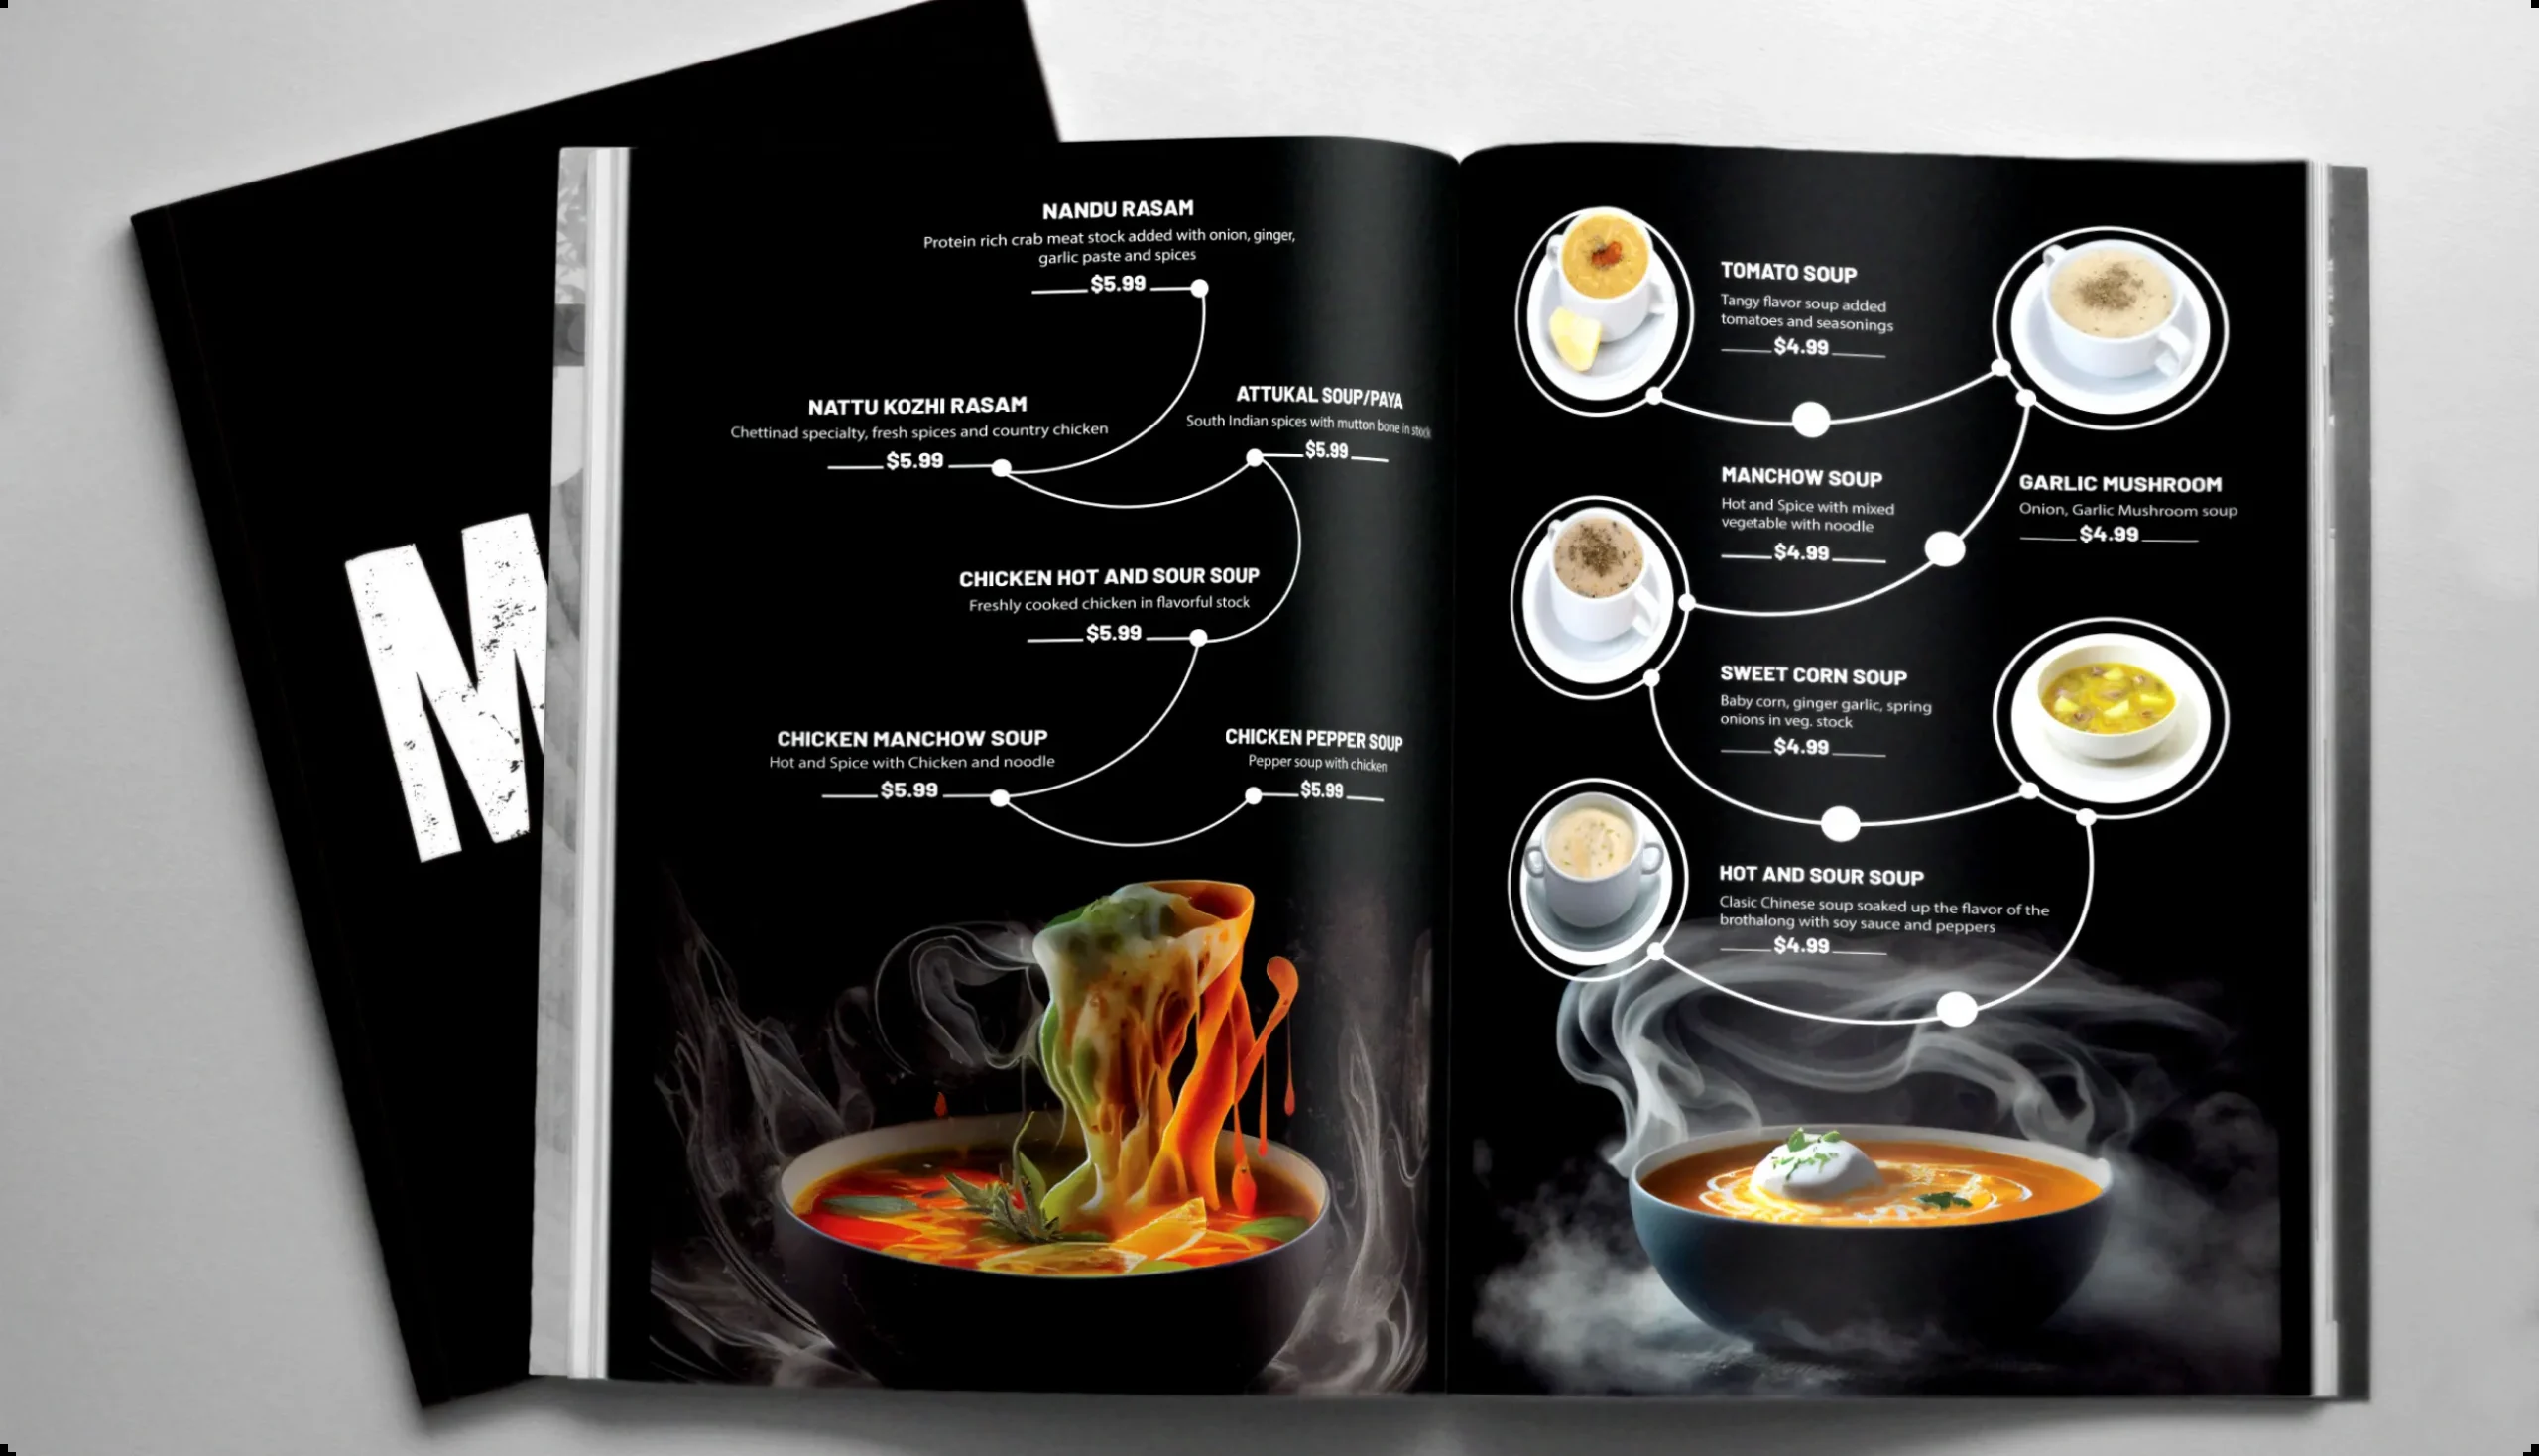 M
NANDU RASAM
Protein rich crab meat stock added with onion, ginger,
garlic paste and spices
$5.99
NATTU KOZHI RASAM
Chettinad specialty, fresh spices and country chicken
$5.99
ATTUKAL SOUP/PAYA
South Indian spices with mutton bone in stock
$5.99
CHICKEN HOT AND SOUR SOUP
Freshly cooked chicken in flavorful stock
$5.99
CHICKEN MANCHOW SOUP
Hot and Spice with Chicken and noodle
$5.99
CHICKEN PEPPER SOUP
Pepper soup with chicken
$5.99
TOMATO SOUP
Tangy flavor soup added
tomatoes and seasonings
$4.99
MANCHOW SOUP
Hot and Spice with mixed
vegetable with noodle
$4.99
GARLIC MUSHROOM
Onion, Garlic Mushroom soup
$4.99
SWEET CORN SOUP
Baby corn, ginger garlic, spring
onions in veg. stock
$4.99
HOT AND SOUR SOUP
Clasic Chinese soup soaked up the flavor of the
brothalong with soy sauce and peppers
$4.99